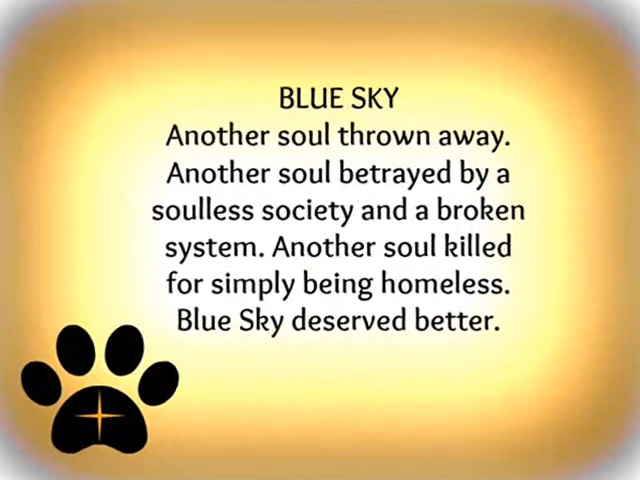 BLUE SKY
Another soul thrown away.
Another soul betrayed by a
soulless society and a broken
system. Another soul killed
for simply being homeless.
Blue Sky deserved better.